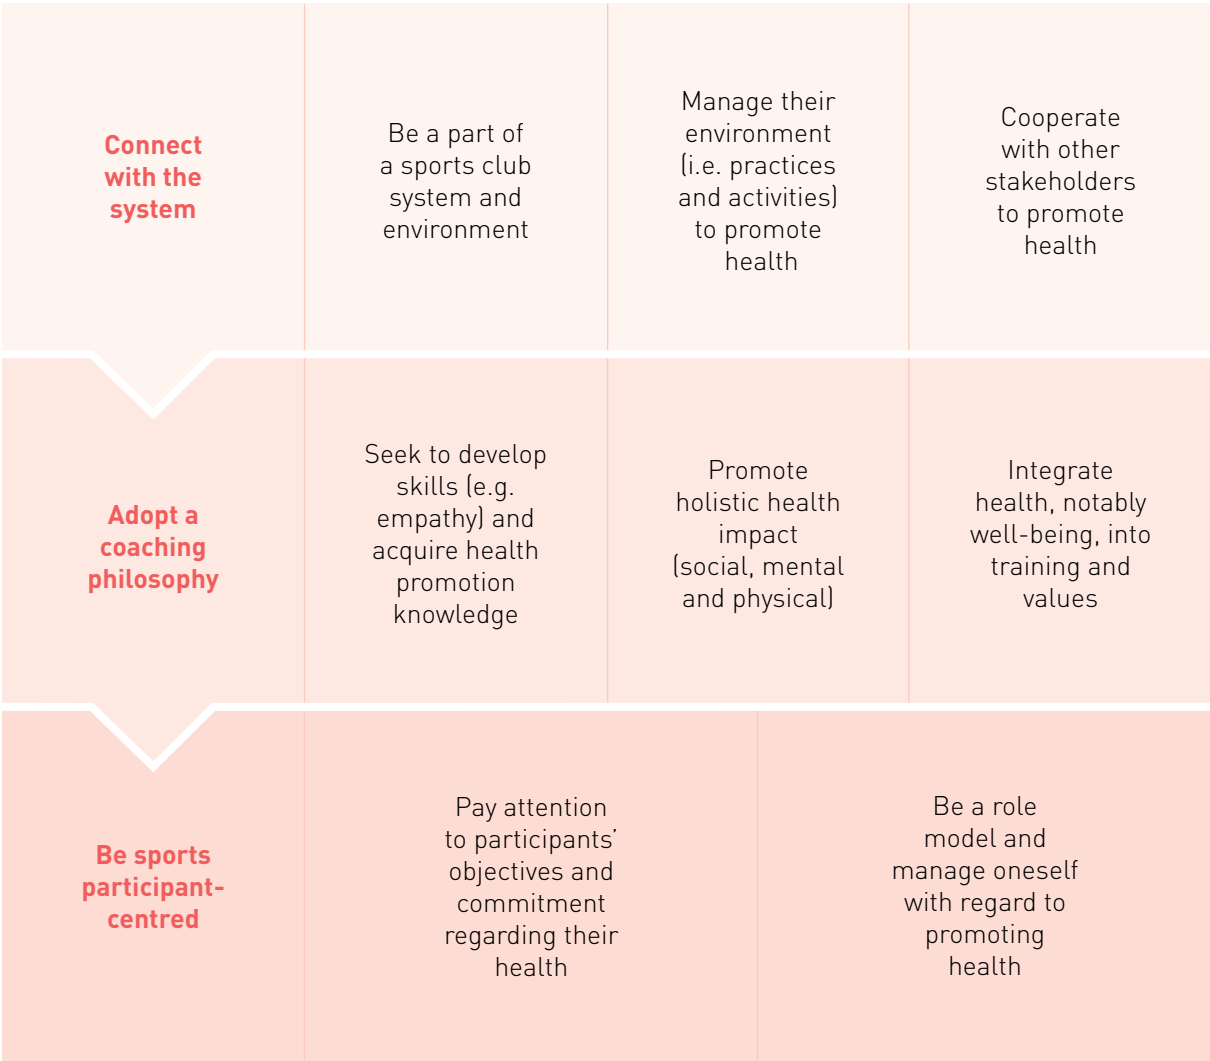 Connect
with the
system
Be a part of
a sports club
system and
environment
Manage their
environment
(i.e. practices
and activities)
to promote
health
Cooperate
with other
stakeholders
to promote
health
Adopt a
coaching
philosophy
Seek to develop
skills (e.g.
empathy) and
acquire health
promotion
knowledge
Promote
holistic health
impact
(social, mental
and physical)
Integrate
health, notably
well-being, into
training and
values
Be sports
participant-
centred
Pay attention
to participants’
objectives and
commitment
regarding their
health
Be a role
model and
manage oneself
with regard to
promoting
health